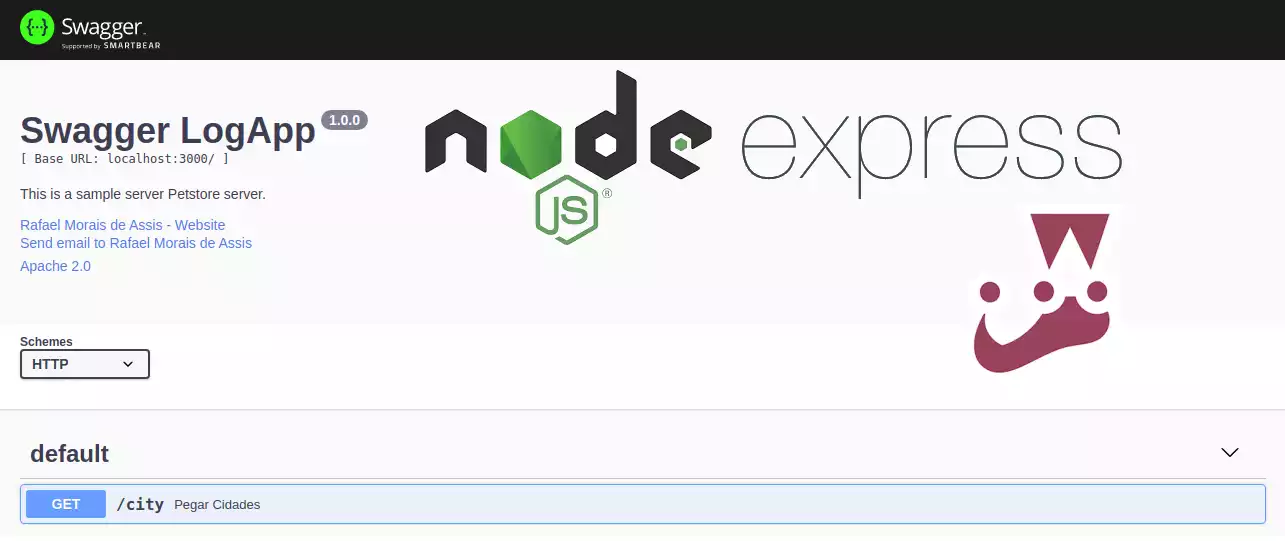 {···} Swagger™
Supported by SMARTBEAR
Swagger LogApp 1.0.0
[ Base URL: localhost:3000/ ]
This is a sample server Petstore server.
Rafael Morais de Assis - Website
Send email to Rafael Morais de Assis
Apache 2.0
node
JS®
express
Schemes
HTTP
default
GET /city Pegar Cidades